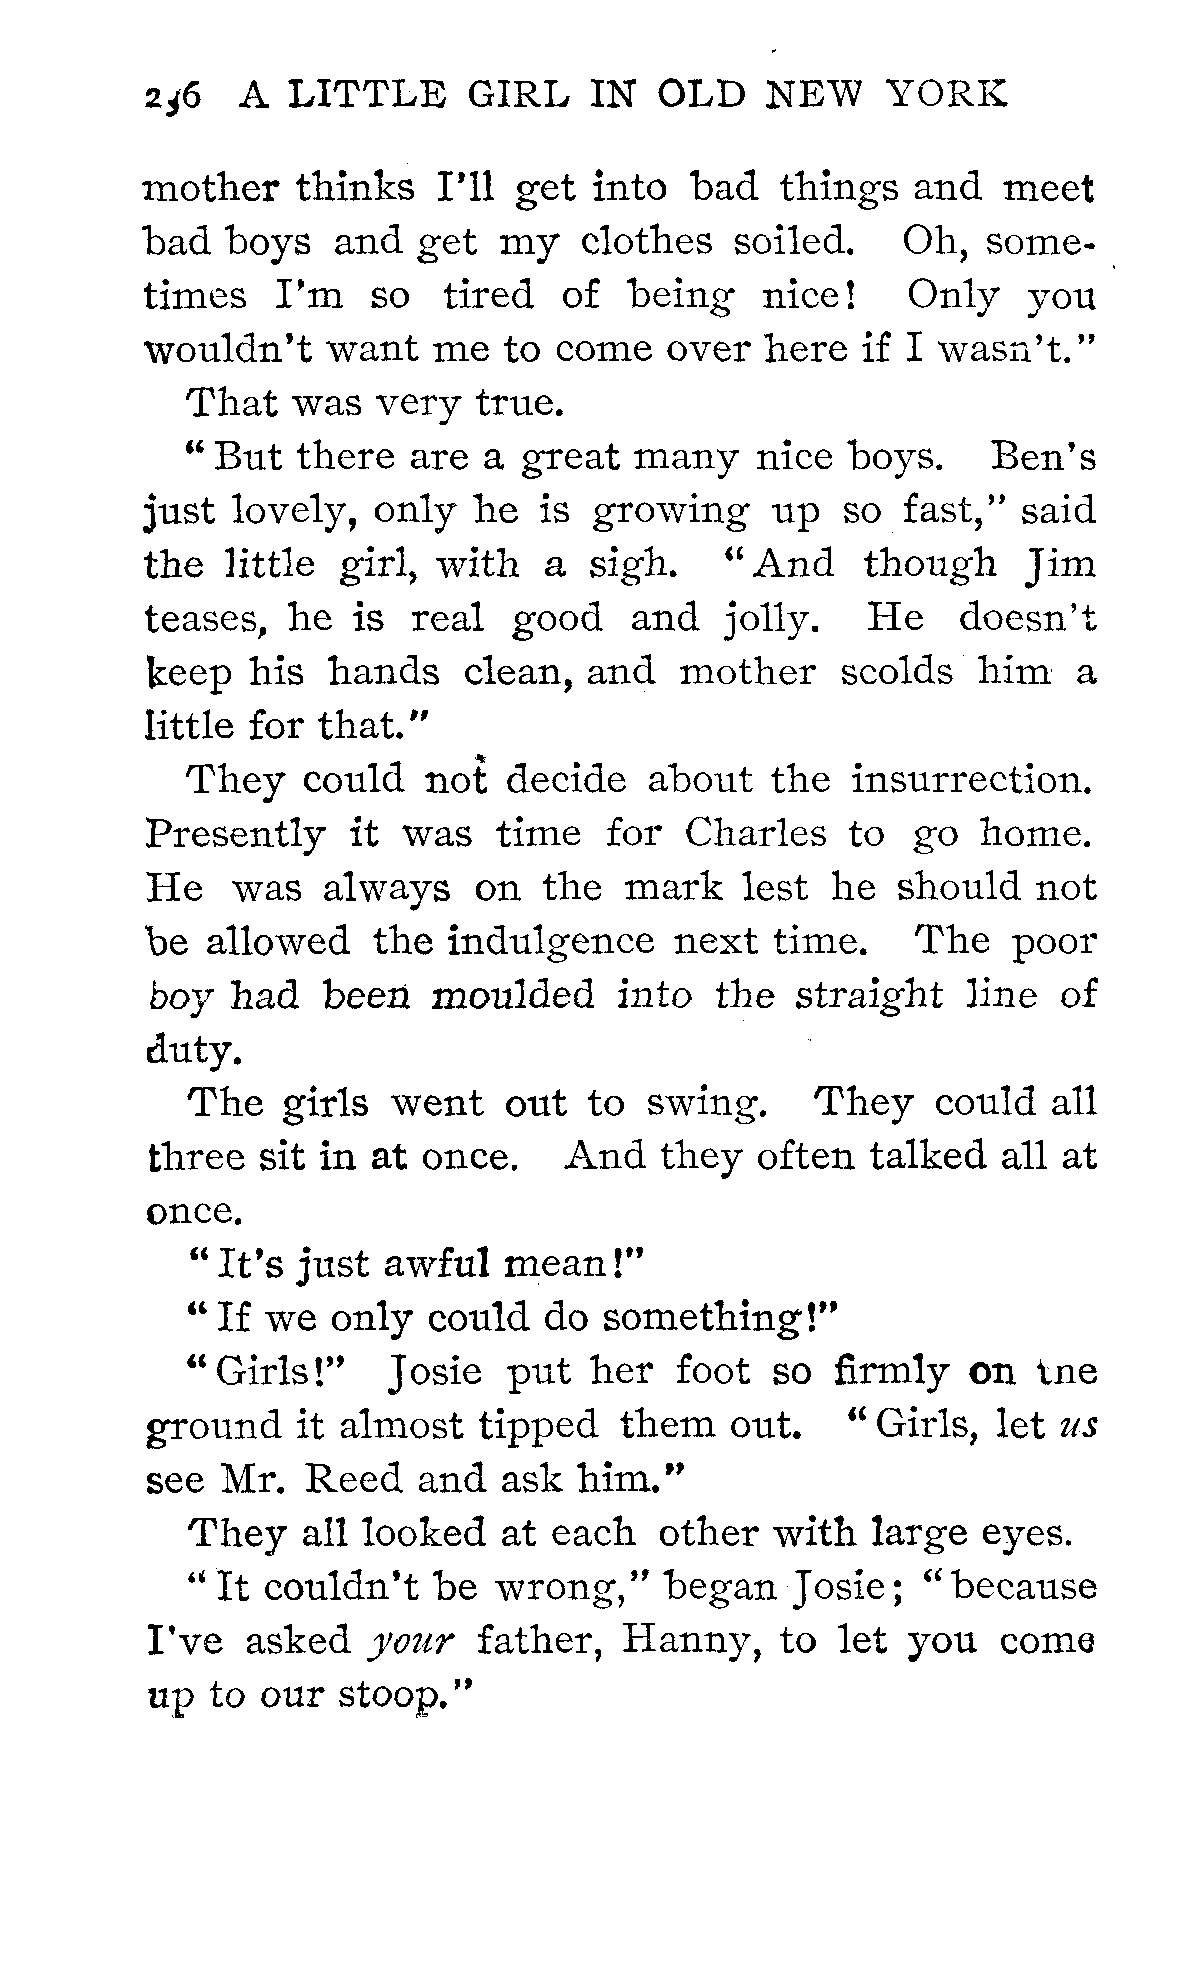 256 A LITTLE GIRL IN OLD NEW YORK
mother thinks I'll get into bad things and meet
bad boys and get my clothes soiled. Oh, some-
times I'm so tired of being nice! Only you
wouldn't want me to come over here if I wasn't."
That was very true.
"But there are a great many nice boys. Ben's
just lovely, only he is growing up so fast," said
the little girl, with a sigh. "And though Jim
teases, he is real good and jolly. He doesn't
keep his hands clean, and mother scolds him a
little for that."
They could not decide about the insurrection.
Presently it was time for Charles to go home.
He was always on the mark lest he should not
be allowed the indulgence next time. The poor
boy had been moulded into the straight line of
duty.
The girls went out to swing. They could all
three sit in at once. And they often talked all at
once.
"It's just awful mean!"
"If we only could do something!"
"Girls!" Josie put her foot so firmly on the
ground it almost tipped them out. "Girls, let us
see Mr. Reed and ask him."
They all looked at each other with large eyes.
"It couldn't be wrong," began Josie; "because
I've asked your father, Hanny, to let you come
up to our stoop."